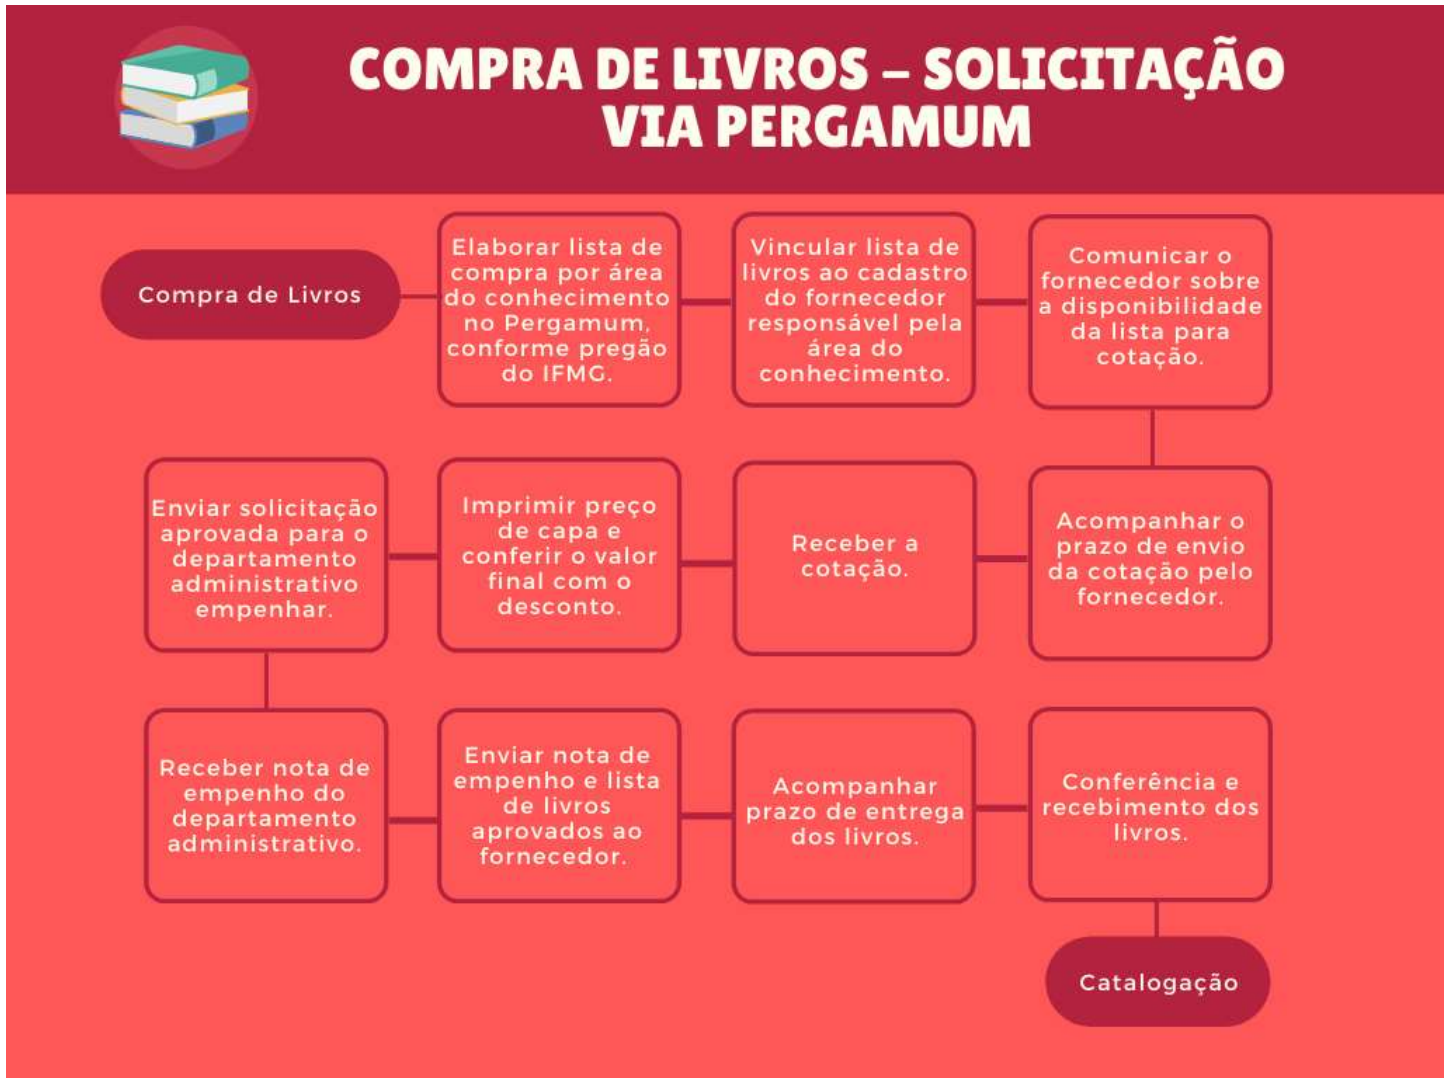 COMPRA DE LIVROS – SOLICITAÇÃO
VIA PERGAMUM
Compra de Livros
Elaborar lista de
compra por área
do conhecimento
no Pergamum,
conforme pregão
do IFMG.
Vincular lista de
livros ao cadastro
do fornecedor
responsável pela
área do
conhecimento.
Comunicar o
fornecedor sobre
a disponibilidade
da lista para
cotação.
Acompanhar o
prazo de envio
da cotação pelo
fornecedor.
Receber a
cotação.
Imprimir preço
de capa e
conferir o valor
final com o
desconto.
Enviar solicitação
aprovada para o
departamento
administrativo
empenhar.
Receber nota de
empenho do
departamento
administrativo.
Enviar nota de
empenho e lista
de livros
aprovados ao
fornecedor.
Acompanhar
prazo de entrega
dos livros.
Conferência e
recebimento dos
livros.
Catalogação